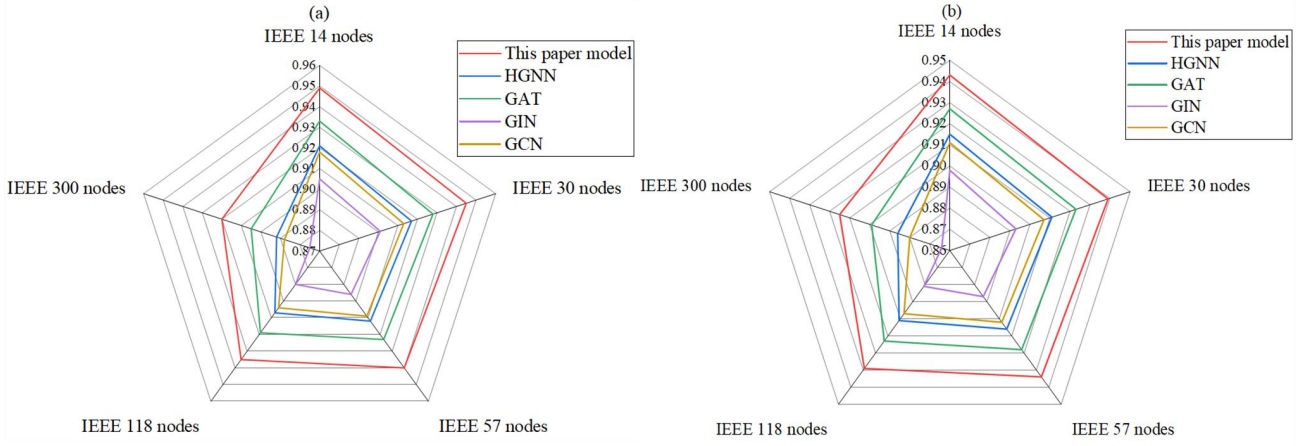 (a)
IEEE 14 nodes
0.96
0.95
0.94
0.93
0.92
0.91
0.90
0.89
0.88
0.87
This paper model
HGNN
GAT
GIN
GCN
IEEE 300 nodes
IEEE 30 nodes
IEEE 118 nodes
IEEE 57 nodes
(b)
IEEE 14 nodes
0.95
0.94
0.93
0.92
0.91
0.90
0.89
0.88
0.87
0.86
This paper model
HGNN
GAT
GIN
GCN
IEEE 300 nodes
IEEE 30 nodes
IEEE 118 nodes
IEEE 57 nodes